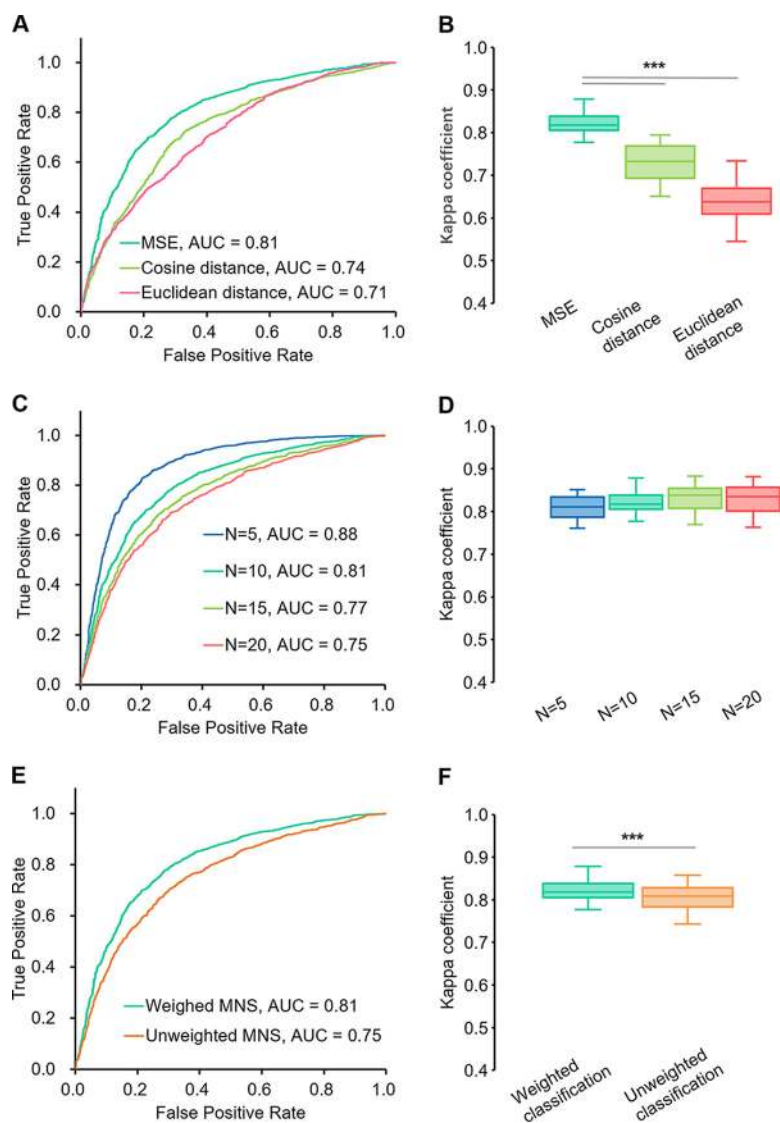 A
True Positive Rate
1.0
0.8
0.6
0.4
0.2
0.0
MSE, AUC = 0.81
Cosine distance, AUC = 0.74
Euclidean distance, AUC = 0.71
0.0 0.2 0.4 0.6 0.8 1.0
False Positive Rate
B
Kappa coefficient
1.0
0.9
0.8
0.7
0.6
0.5
0.4
***
MSE
Cosine
distance
Euclidean
distance
C
True Positive Rate
1.0
0.8
0.6
0.4
0.2
0.0
N=5, AUC = 0.88
N=10, AUC = 0.81
N=15, AUC = 0.77
N=20, AUC = 0.75
0.0 0.2 0.4 0.6 0.8 1.0
False Positive Rate
D
Kappa coefficient
1.0
0.9
0.8
0.7
0.6
0.5
0.4
N=5
N=10
N=15
N=20
E
True Positive Rate
1.0
0.8
0.6
0.4
0.2
0.0
Weighed MNS, AUC = 0.81
Unweighted MNS, AUC = 0.75
0.0 0.2 0.4 0.6 0.8 1.0
False Positive Rate
F
Kappa coefficient
1.0
0.9
0.8
0.7
0.6
0.5
0.4
***
Weighted
classification
Unweighted
classification